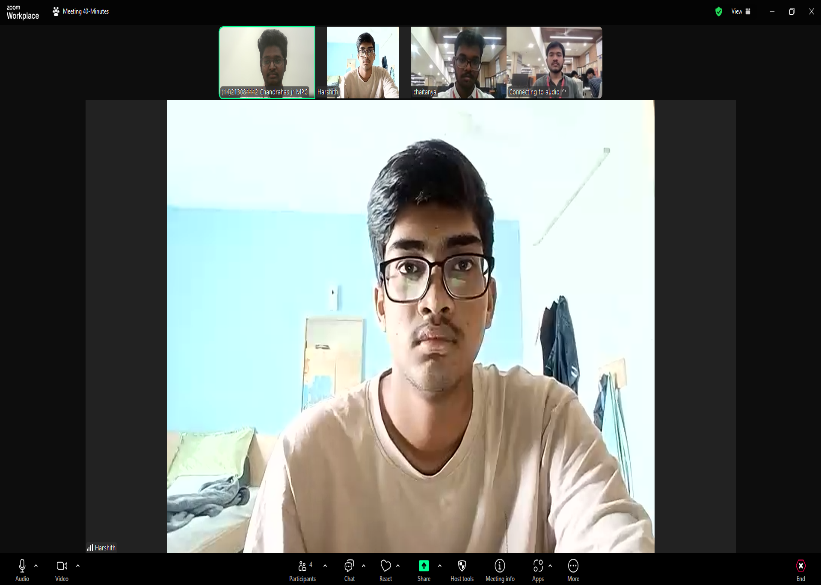 zoom
Workplace
Meeting 40-Minutes
View
Harshith
chaitanya
Connecting to audio
Harshith
Audio
Video
Participants
4
Chat
React
Share
Host tools
Meeting info
Apps
More
End